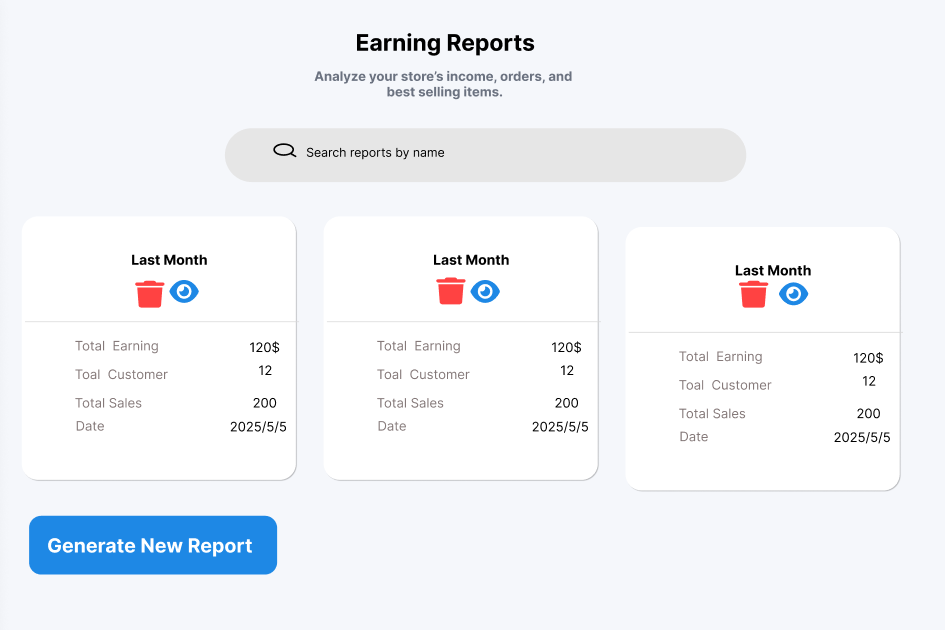 Earning Reports
Analyze your store's income, orders, and
best selling items.
Search reports by name
Last Month
Total Earning 120$
Toal Customer 12
Total Sales 200
Date 2025/5/5
Last Month
Total Earning 120$
Toal Customer 12
Total Sales 200
Date 2025/5/5
Last Month
Total Earning 120$
Toal Customer 12
Total Sales 200
Date 2025/5/5
Generate New Report